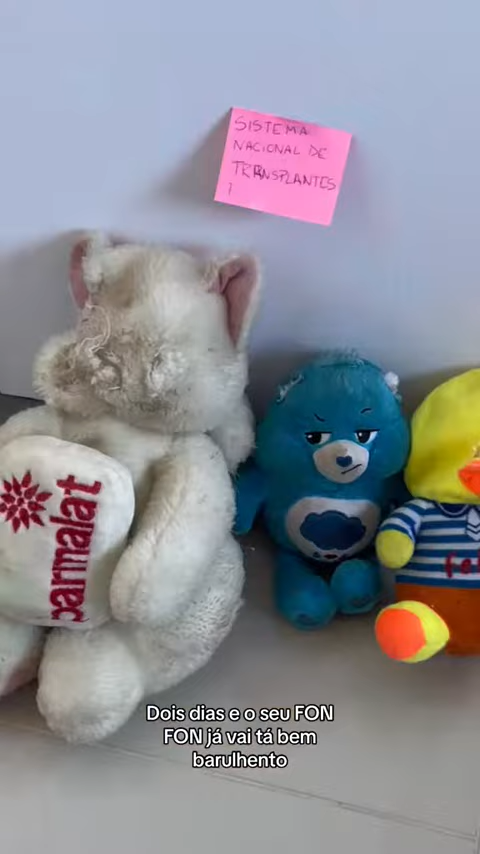 SISTEMA
NACIONAL DE
TRANSPLANTES
parmalat
Dois dias e o seu FON
FON já vai tá bem
barulhento